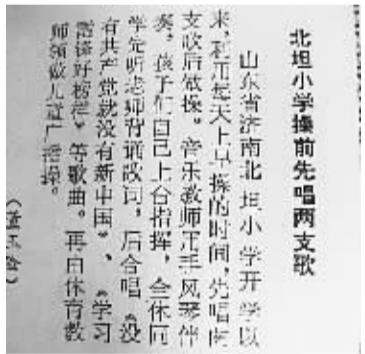 北坦小学操前先唱两支歌
山东省济南北坦小学开学以
来，利用每天上早操的时间，先唱两
支歌后做操。音乐教师用手风琴伴
奏，孩子们自己上台指挥，全体同
学先听老师背诵歌词，后合唱《没
有共产党就没有新中国》、《学习
雷锋好榜样》等歌曲。再由体育教
师领做儿童广播操。